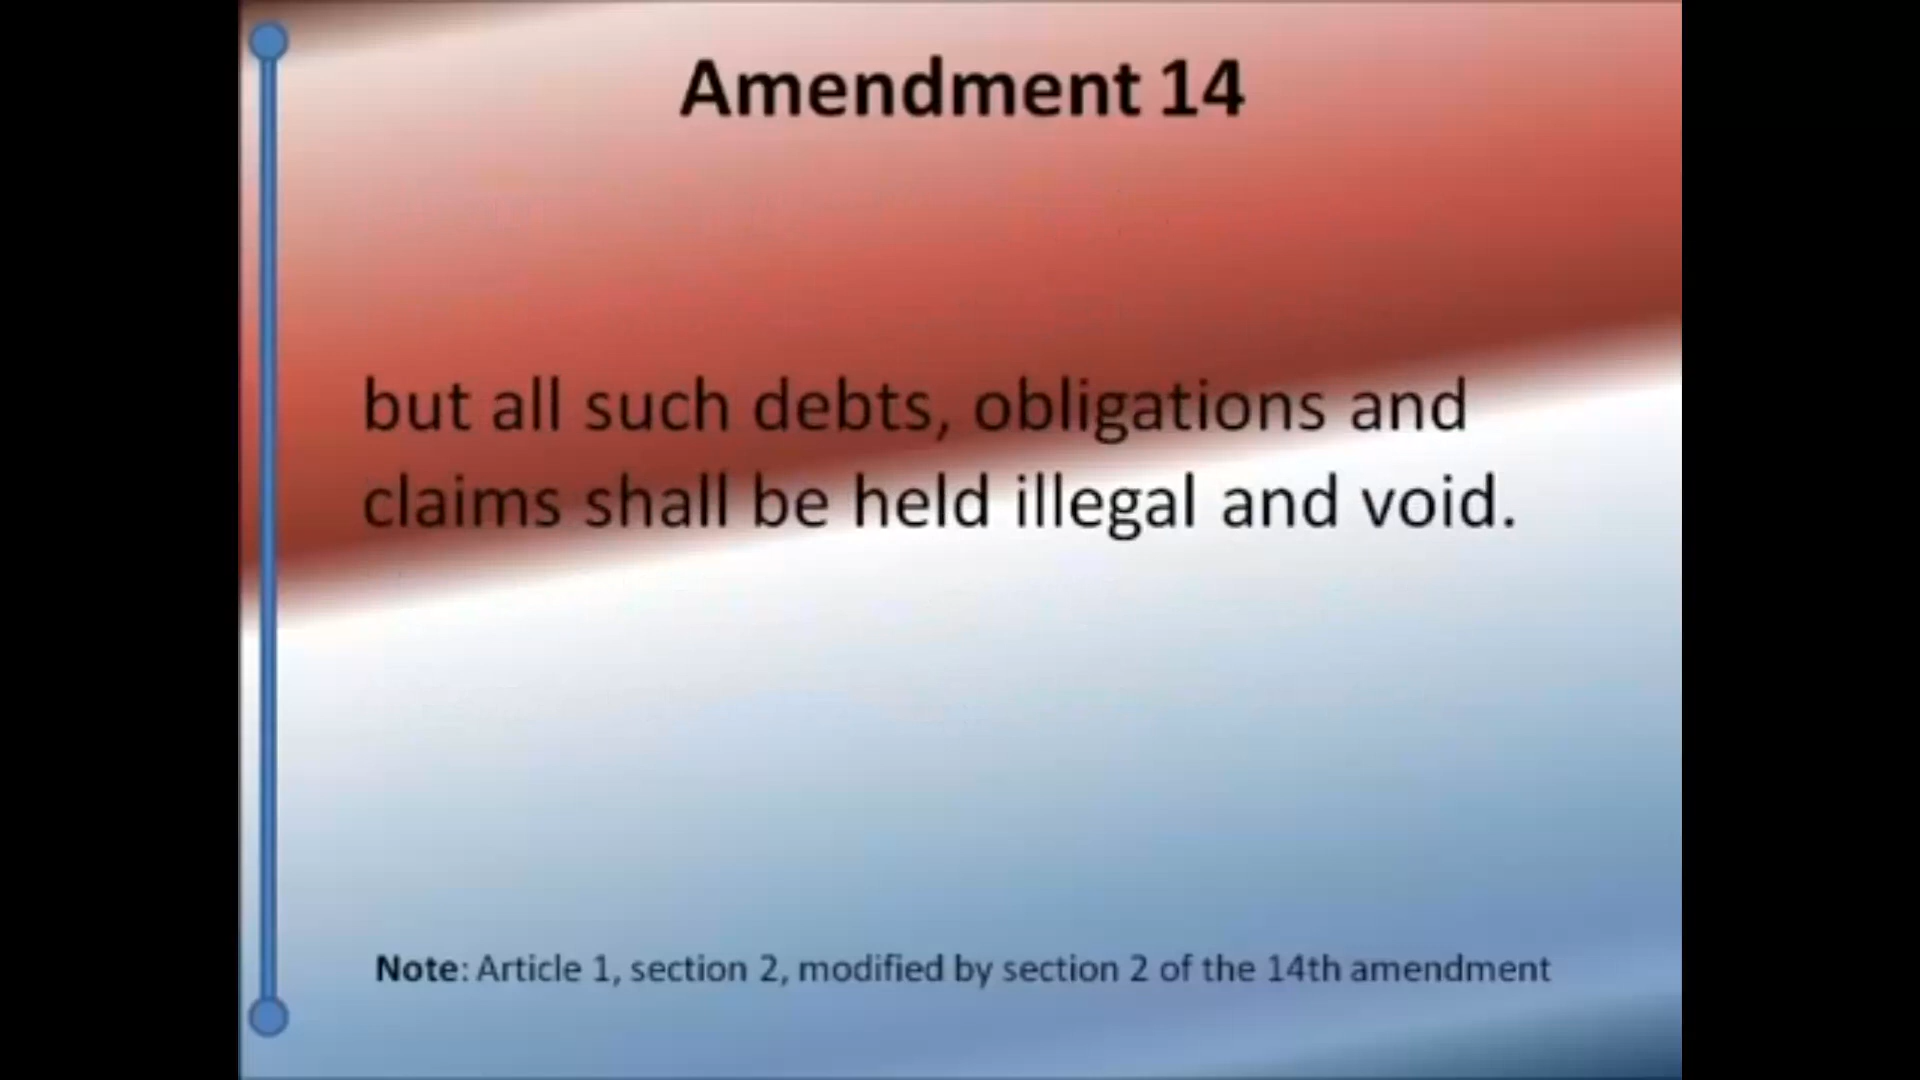 Amendment 14
but all such debts, obligations and
claims shall be held illegal and void.
Note: Article 1, section 2, modified by section 2 of the 14th amendment